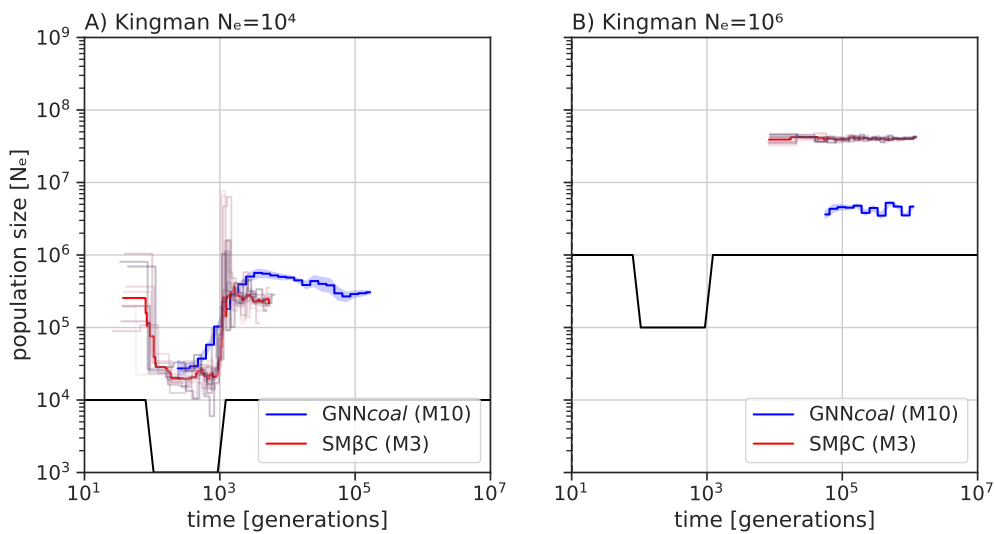 A) Kingman Nₑ=10⁴
B) Kingman Nₑ=10⁶
population size [Nₑ]
10⁹
10⁸
10⁷
10⁶
10⁵
10⁴
10³
GNNcoal (M10)
SMβC (M3)
GNNcoal (M10)
SMβC (M3)
10¹ 10³ 10⁵ 10⁷
10¹ 10³ 10⁵ 10⁷
time [generations]
time [generations]